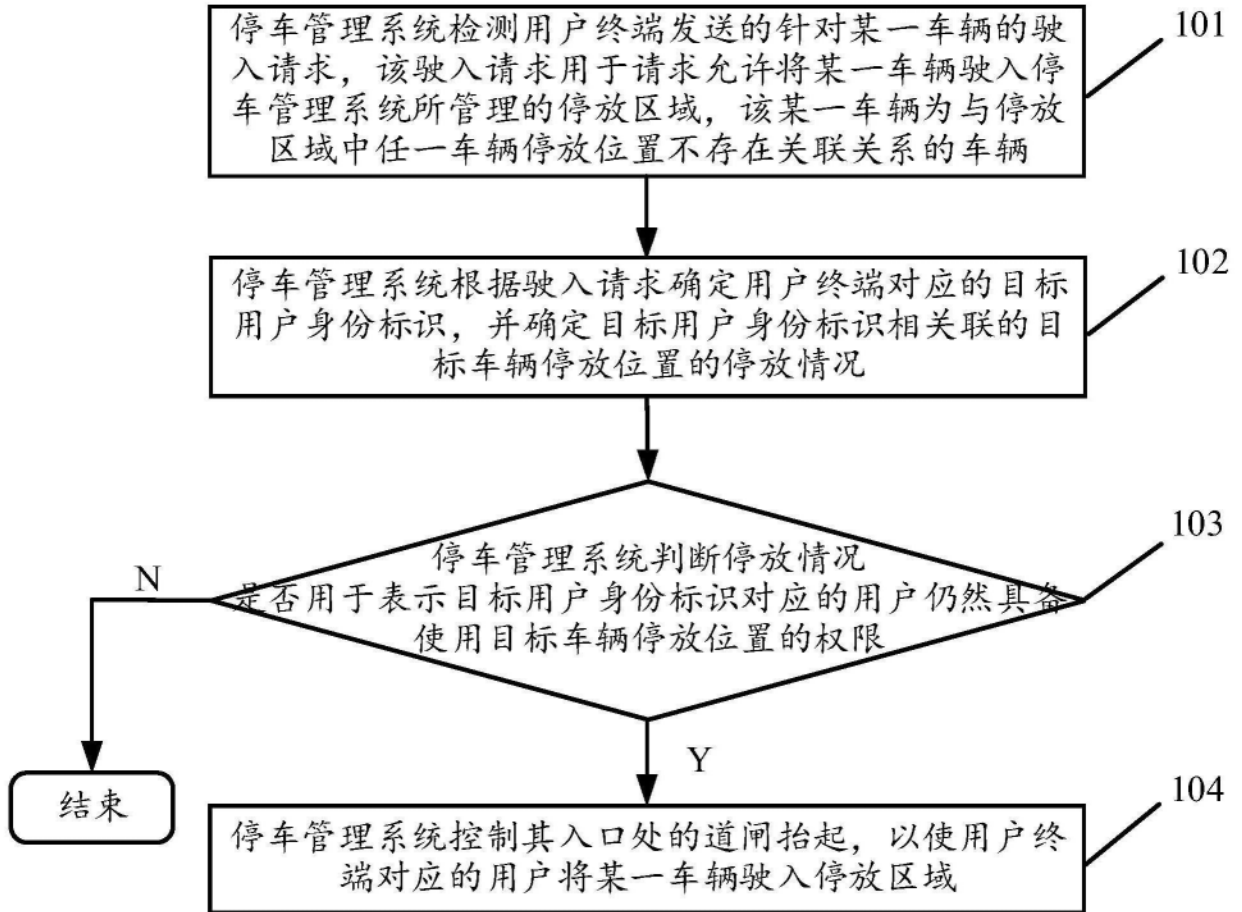 停车管理系统检测用户终端发送的针对某一车辆的驶
入请求，该驶入请求用于请求允许将某一车辆驶入停
车管理系统所管理的停放区域，该某一车辆为与停放
区域中任一车辆停放位置不存在关联关系的车辆
101
停车管理系统根据驶入请求确定用户终端对应的目标
用户身份标识，并确定目标用户身份标识相关联的目
标车辆停放位置的停放情况
102
停车管理系统判断停放情况
是否用于表示目标用户身份标识对应的用户仍然具备
使用目标车辆停放位置的权限
103
N
结束
Y
停车管理系统控制其入口处的道闸抬起，以使用户终
端对应的用户将某一车辆驶入停放区域
104